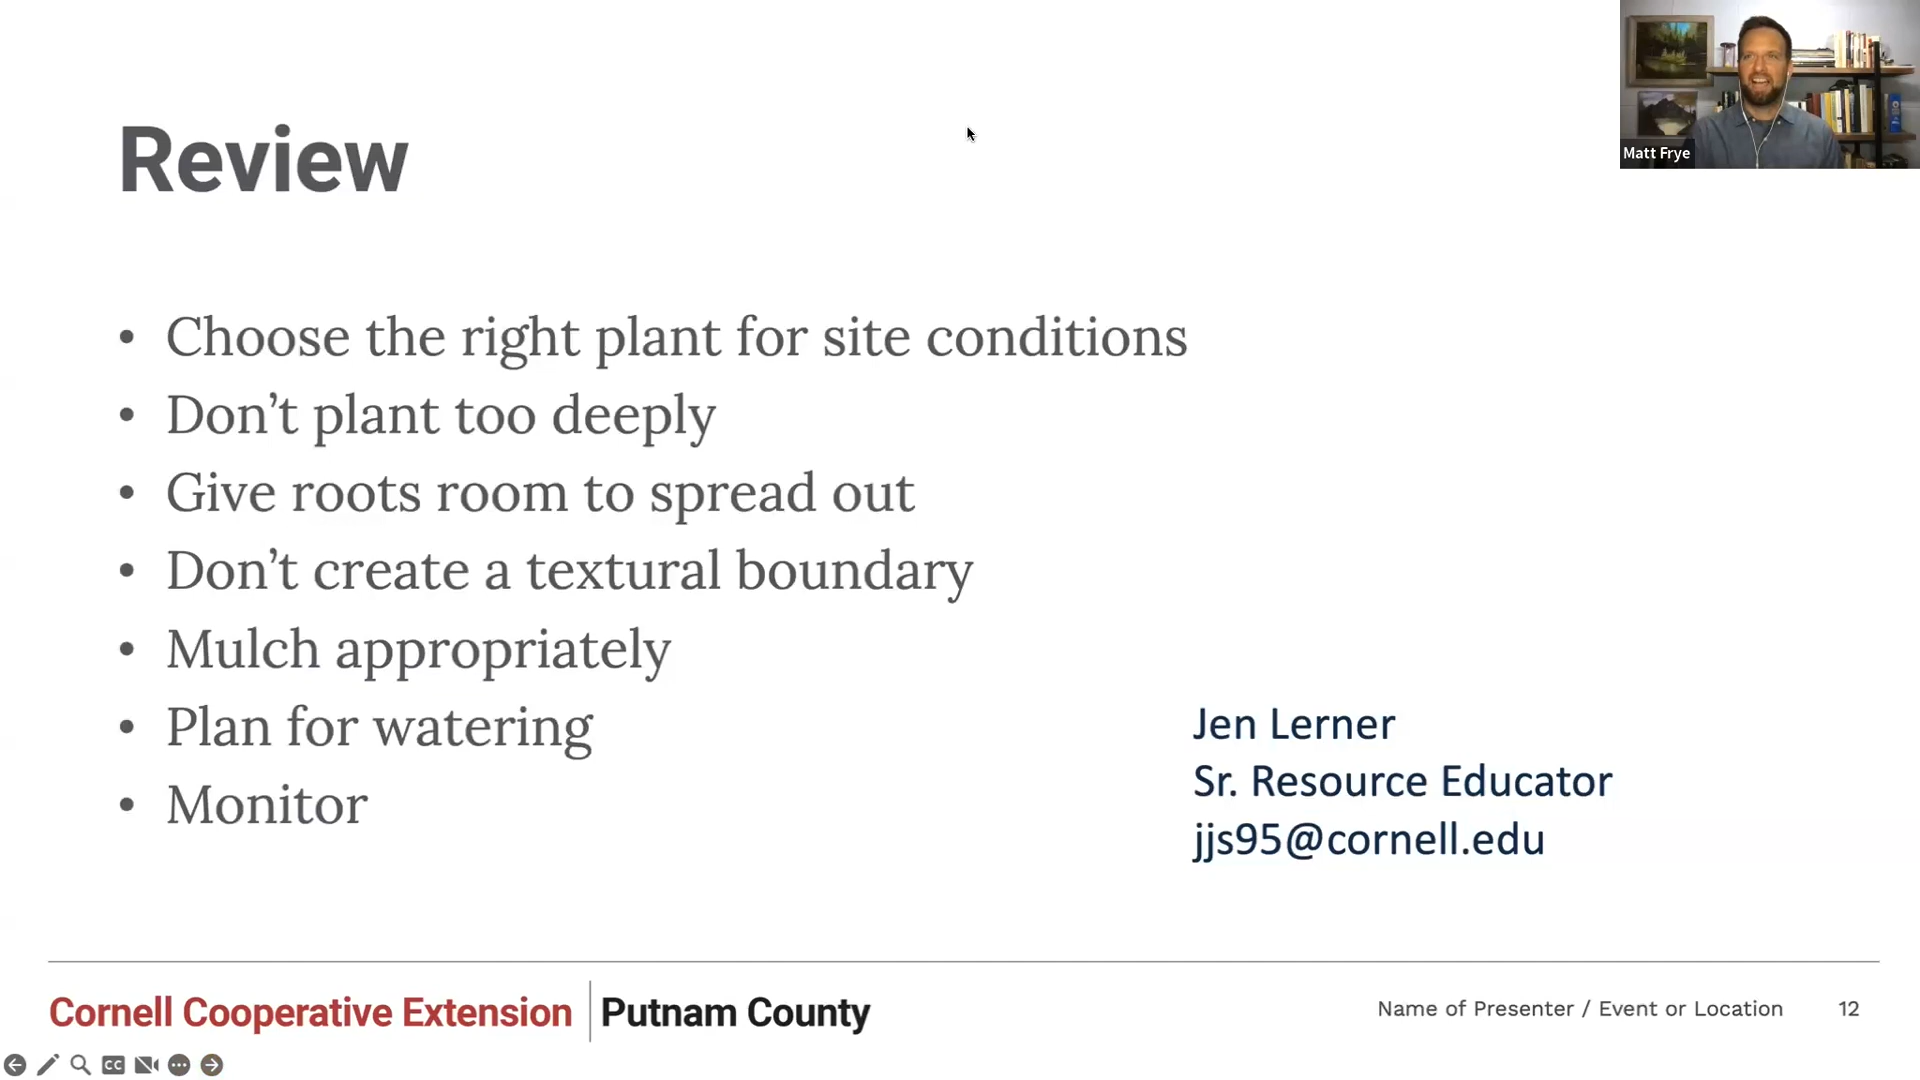 Matt Frye
Review
• Choose the right plant for site conditions
• Don’t plant too deeply
• Give roots room to spread out
• Don’t create a textural boundary
• Mulch appropriately
• Plan for watering
• Monitor
Jen Lerner
Sr. Resource Educator
jjs95@cornell.edu
Cornell Cooperative Extension | Putnam County
Name of Presenter / Event or Location 12
CC